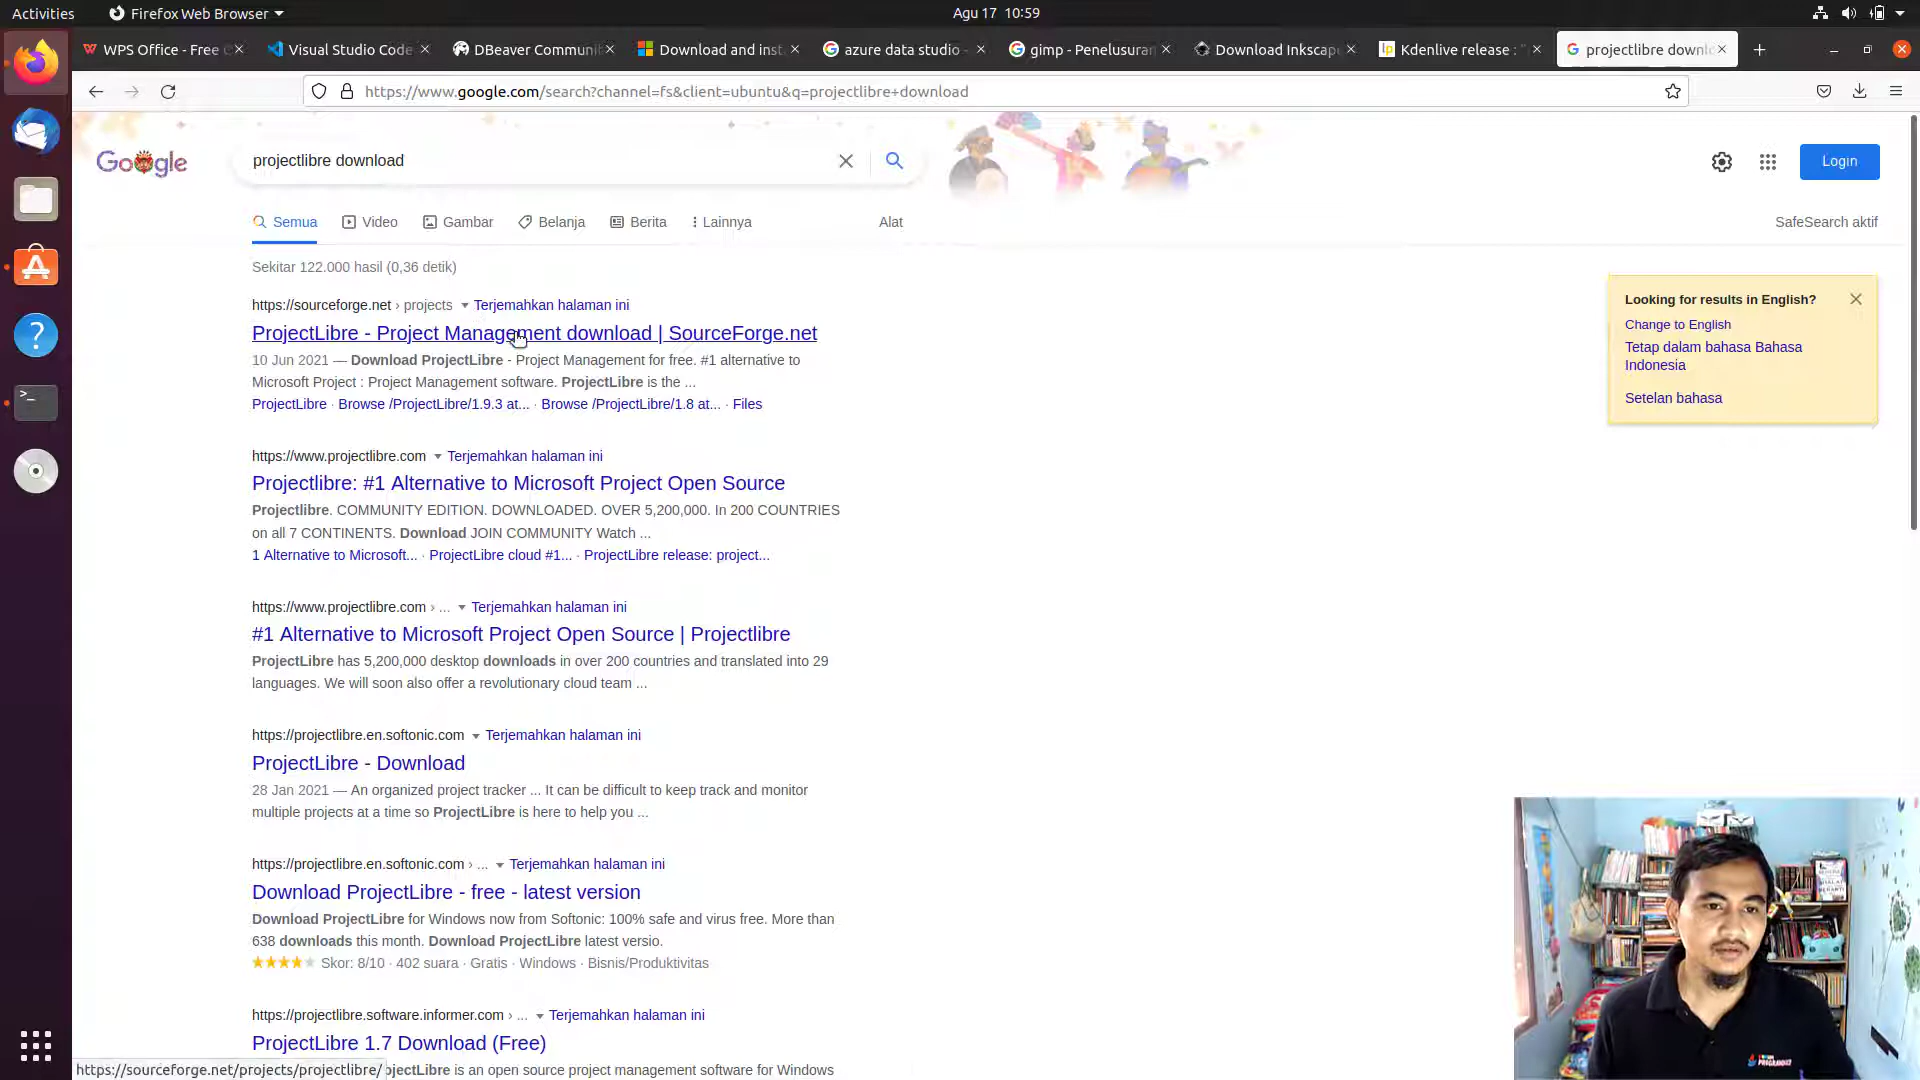 Activities
Firefox Web Browser
Agu 17 10:59
WPS Office - Free O
Visual Studio Code
DBeaver Communi
Download and inst
azure data studio -
gimp - Penelusuran
Download Inkscape
Kdenlive release :
projectlibre downl
https://www.google.com/search?channel=fs&client=ubuntu&q=projectlibre+download
Google
projectlibre download
Login
Semua
Video
Gambar
Belanja
Berita
Lainnya
Alat
SafeSearch aktif
Sekitar 122.000 hasil (0,36 detik)
https://sourceforge.net › projects Terjemahkan halaman ini
ProjectLibre - Project Management download | SourceForge.net
10 Jun 2021 — Download ProjectLibre - Project Management for free. #1 alternative to
Microsoft Project : Project Management software. ProjectLibre is the ...
ProjectLibre · Browse /ProjectLibre/1.9.3 at... · Browse /ProjectLibre/1.8 at... · Files
https://www.projectlibre.com Terjemahkan halaman ini
Projectlibre: #1 Alternative to Microsoft Project Open Source
Projectlibre. COMMUNITY EDITION. DOWNLOADED. OVER 5,200,000. In 200 COUNTRIES
on all 7 CONTINENTS. Download JOIN COMMUNITY Watch ...
1 Alternative to Microsoft... · ProjectLibre cloud #1... · ProjectLibre release: project...
https://www.projectlibre.com › ... Terjemahkan halaman ini
#1 Alternative to Microsoft Project Open Source | Projectlibre
ProjectLibre has 5,200,000 desktop downloads in over 200 countries and translated into 29
languages. We will soon also offer a revolutionary cloud team ...
https://projectlibre.en.softonic.com Terjemahkan halaman ini
ProjectLibre - Download
28 Jan 2021 — An organized project tracker ... It can be difficult to keep track and monitor
multiple projects at a time so ProjectLibre is here to help you ...
https://projectlibre.en.softonic.com › ... Terjemahkan halaman ini
Download ProjectLibre - free - latest version
Download ProjectLibre for Windows now from Softonic: 100% safe and virus free. More than
638 downloads this month. Download ProjectLibre latest versio.
Skor: 8/10 · 402 suara · Gratis · Windows · Bisnis/Produktivitas
https://projectlibre.software.informer.com › ... Terjemahkan halaman ini
ProjectLibre 1.7 Download (Free)
ojectLibre is an open source project management software for Windows
https://sourceforge.net/projects/projectlibre/
Looking for results in English?
Change to English
Tetap dalam bahasa Bahasa
Indonesia
Setelan bahasa